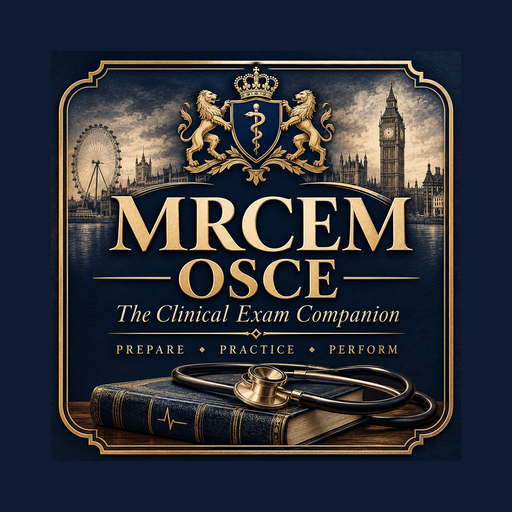 MRCEM
OSCE
The Clinical Exam Companion
PREPARE ◆ PRACTICE ◆ PERFORM